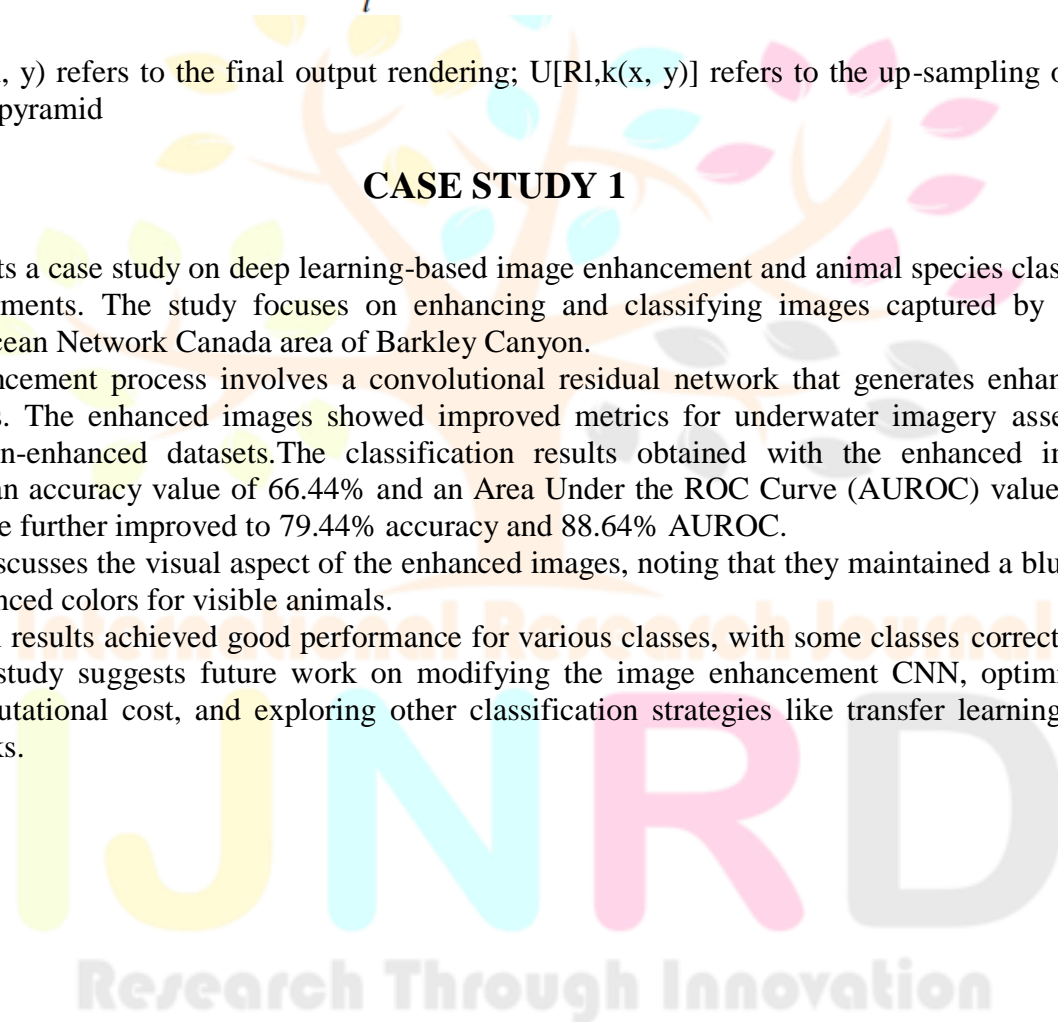 l
, y) refers to the final output rendering; U[Rl,k(x, y)] refers to the up-sampling
pyramid
CASE STUDY 1
ts a case study on deep learning-based image enhancement and animal species clas
ments. The study focuses on enhancing and classifying images captured by
cean Network Canada area of Barkley Canyon.
ncement process involves a convolutional residual network that generates enhan
s. The enhanced images showed improved metrics for underwater imagery asse
n-enhanced datasets.The classification results obtained with the enhanced i
an accuracy value of 66.44% and an Area Under the ROC Curve (AUROC) value
e further improved to 79.44% accuracy and 88.64% AUROC.
scusses the visual aspect of the enhanced images, noting that they maintained a blu
nced colors for visible animals.
l results achieved good performance for various classes, with some classes correct
study suggests future work on modifying the image enhancement CNN, optimi
utational cost, and exploring other classification strategies like transfer learning
ks.
International Research Journal
IJNRD
Research Through Innovation